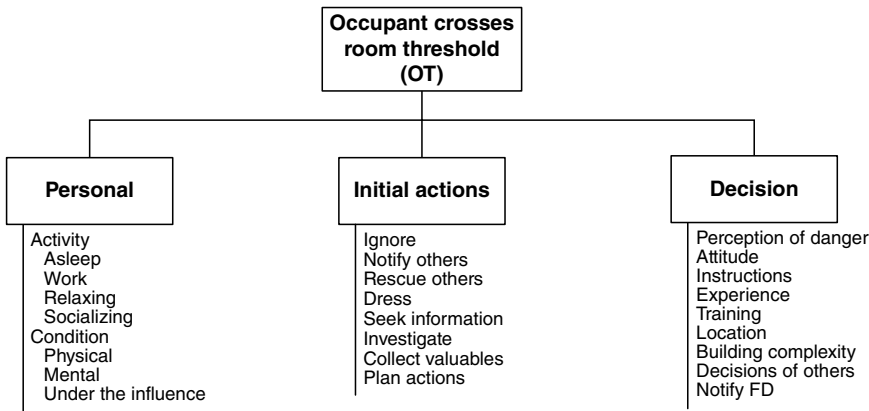 Occupant crosses
room threshold
(OT)
Personal
Activity
Asleep
Work
Relaxing
Socializing
Condition
Physical
Mental
Under the influence
Initial actions
Ignore
Notify others
Rescue others
Dress
Seek information
Investigate
Collect valuables
Plan actions
Decision
Perception of danger
Attitude
Instructions
Experience
Training
Location
Building complexity
Decisions of others
Notify FD